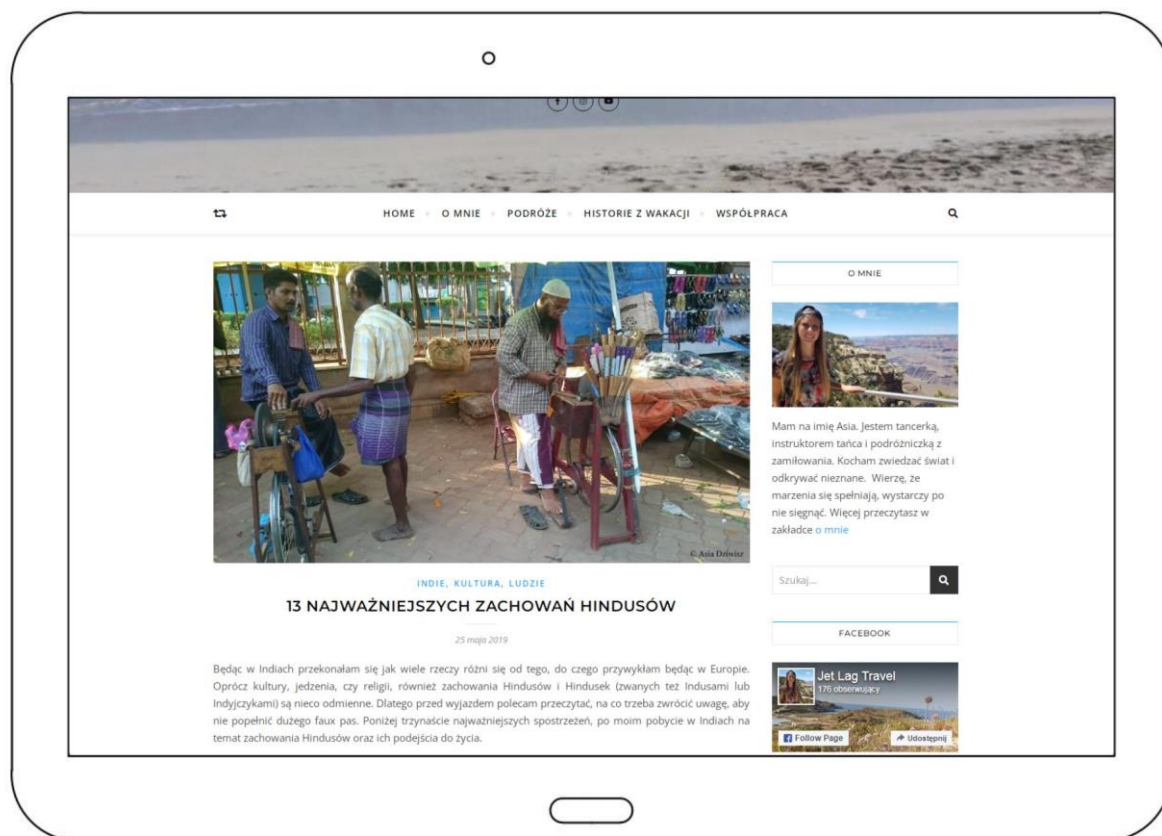 HOME
O MNIE
PODRÓŻE
HISTORIE Z WAKACJI
WSPÓŁPRACA
© Asia Dziwisz
INDIE, KULTURA, LUDZIE
13 NAJWAŻNIEJSZYCH ZACHOWAŃ HINDUSÓW
25 maja 2019
Będąc w Indiach przekonałam się jak wiele rzeczy różni się od tego, do czego przywykłam będąc w Europie.
Oprócz kultury, jedzenia, czy religii, również zachowania Hindusów i Hindusek (zwanych też Indusami lub
Indyjczykami) są nieco odmienne. Dlatego przed wyjazdem polecam przeczytać, na co trzeba zwrócić uwagę, aby
nie popełnić dużego faux pas. Poniżej trzynaście najważniejszych spostrzeżeń, po moim pobycie w Indiach na
temat zachowania Hindusów oraz ich podejścia do życia.
O MNIE
Mam na imię Asia. Jestem tancerką,
instruktorem tańca i podróżniczką z
zamiłowania. Kocham zwiedzać świat i
odkrywać nieznane. Wierzę, że
marzenia się spełniają, wystarczy po
nie sięgnąć. Więcej przeczytasz w
zakładce o mnie
Szukaj...
FACEBOOK
Jet Lag Travel
176 obserwujący
Follow Page
Udostępnij